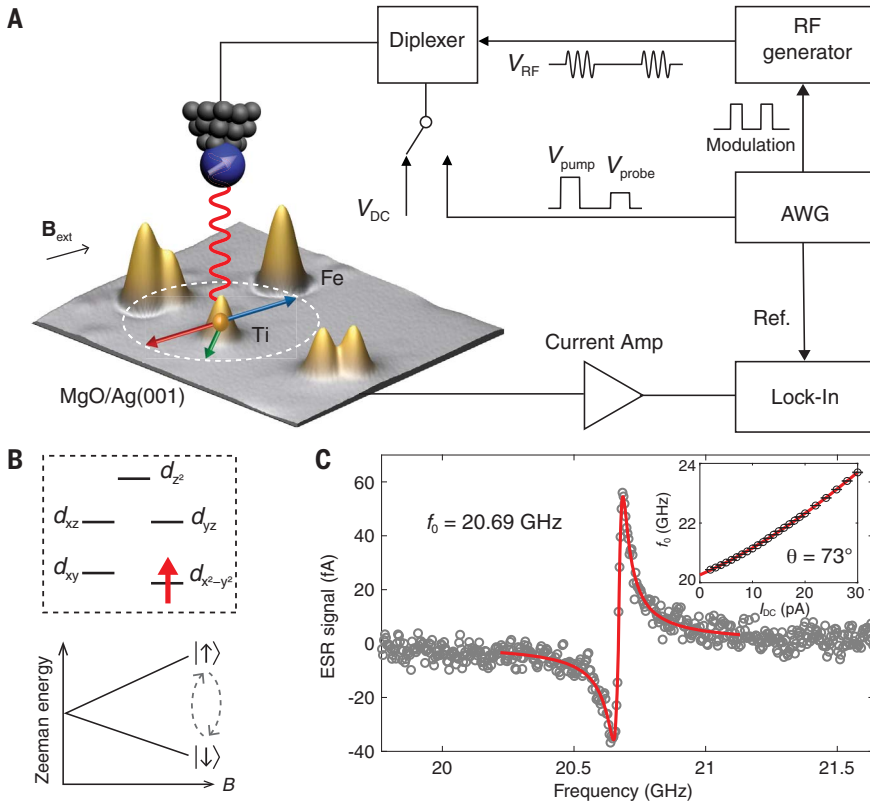 A
Diplexer
V_RF
RF
generator
Modulation
V_pump
V_probe
V_DC
AWG
B_ext
Fe
Ti
MgO/Ag(001)
Ref.
Current Amp
Lock-In
B
d_z²
d_xz
d_yz
d_xy
d_x²−y²
Zeeman energy
|↑⟩
|↓⟩
B
C
f₀ = 20.69 GHz
ESR signal (fA)
60
40
20
0
-20
-40
20
20.5
21
21.5
Frequency (GHz)
f₀ (GHz)
24
22
20
θ = 73°
0
10
20
30
I_DC (pA)